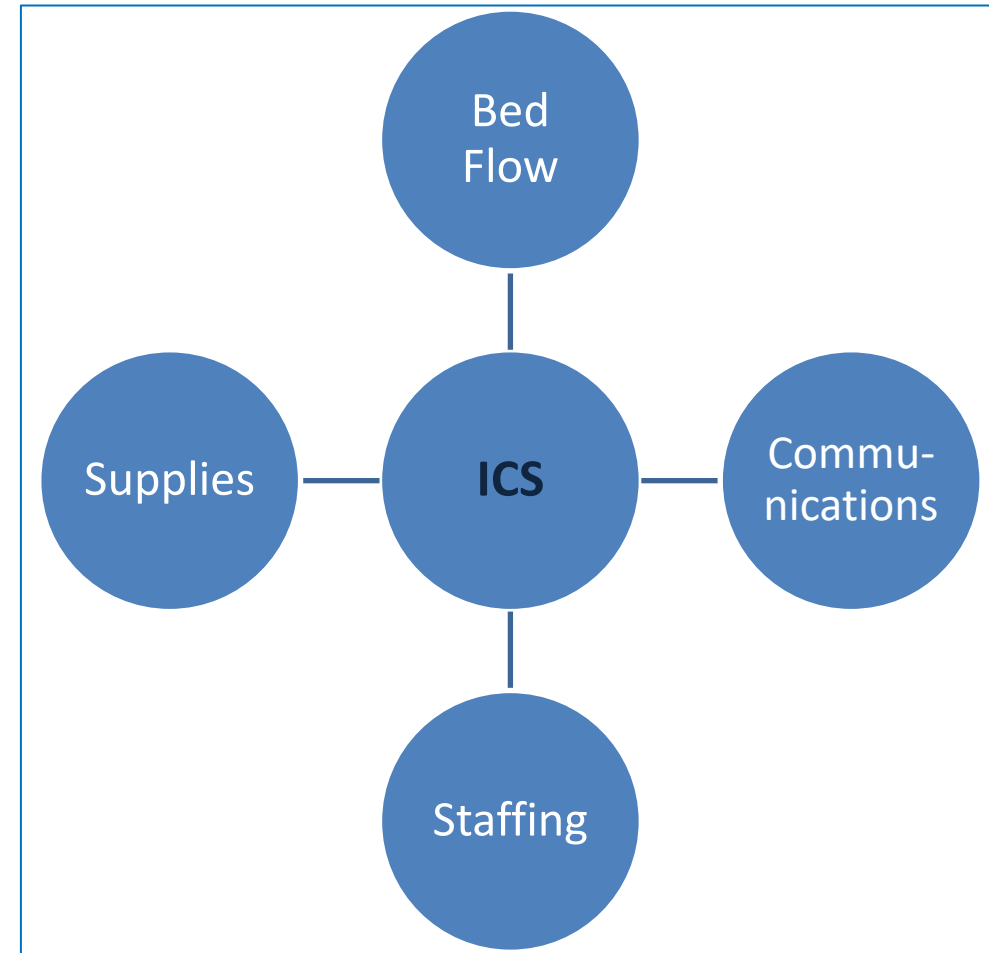 Bed
Flow
Supplies
ICS
Commu-
nications
Staffing